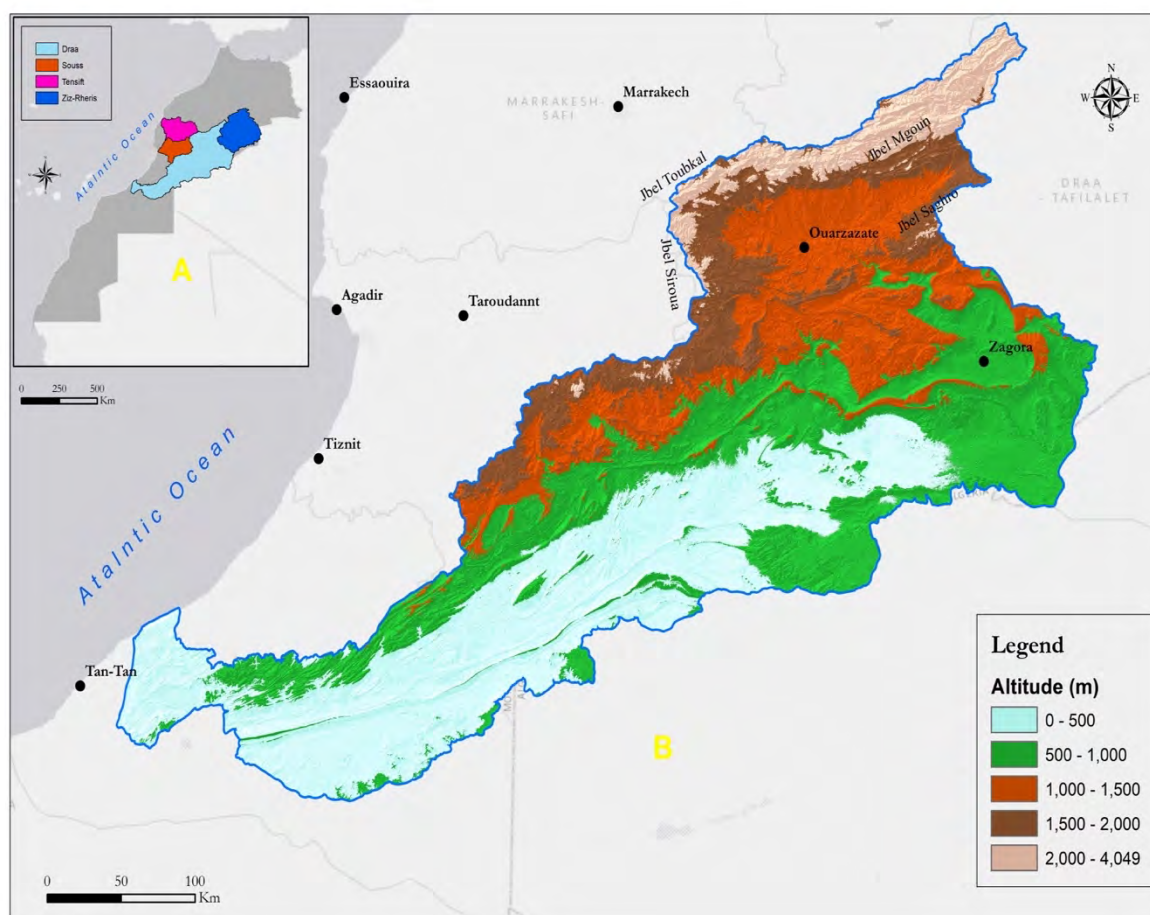 Draa
Souss
Tensift
Ziz-Rheris
Atalntic Ocean
A
0 250 500
Km
Essaouira
Marrakech
MARRAKESH-
SAFI
N
W E
S
Jbel Toubkal
Jbel Mgoun
DRAA
- TAFILALET
Jbel Saghro
Ouarzazate
Jbel Siroua
Agadir
Taroudannt
Zagora
Atalntic Ocean
Tiznit
Tan-Tan
B
Legend
Altitude (m)
0 - 500
500 - 1,000
1,000 - 1,500
1,500 - 2,000
2,000 - 4,049
0 50 100
Km